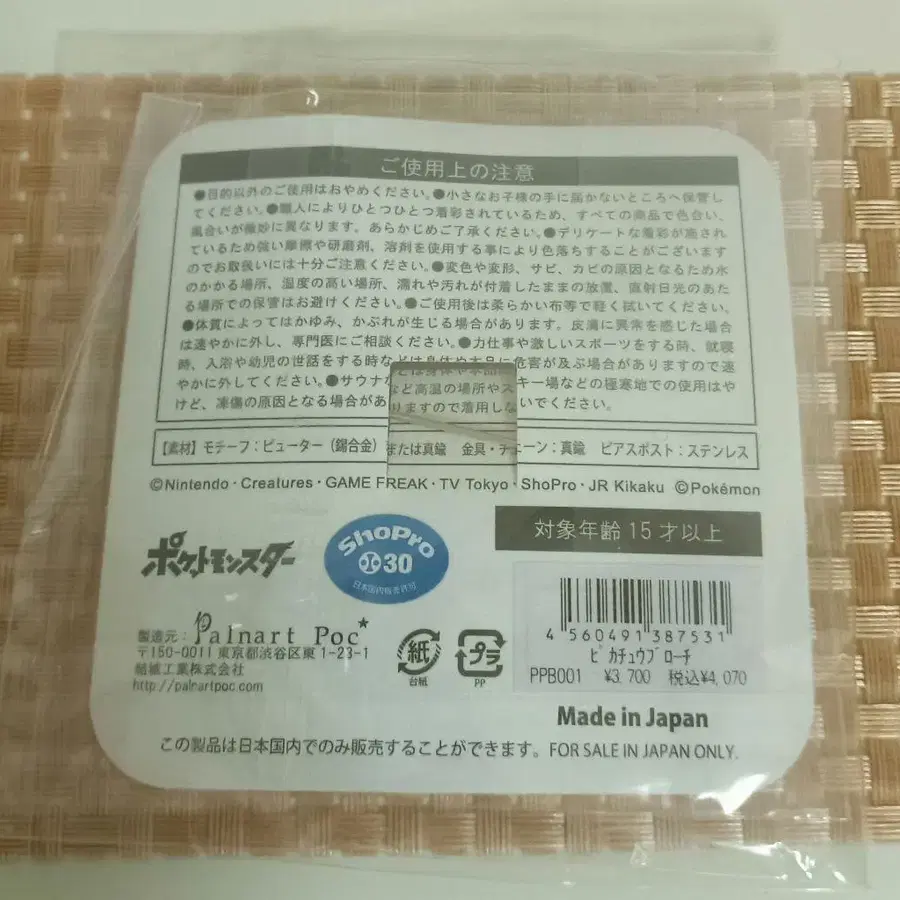 ご使用上の注意
●目的以外のご使用はおやめください。●小さなお子様の手に届かないところへ保管し
てください。●職人によりひとつひとつ着彩されているため、すべての商品で色合い、
風合いが微妙に異なります。あらかじめご了承ください。●デリケートな着彩が施され
ているため強い摩擦や研磨剤、溶剤を使用する事により色落ちすることがございます
のでお取扱いには十分ご注意ください。●変色や変形、サビ、カビの原因となるため水
のかかる場所、温度の高い場所、濡れや汚れが付着したままの放置、直射日光のあた
る場所での保管はお避けください。●ご使用後は柔らかい布等で軽く拭いてください。
●体質によってはかゆみ、かぶれが生じる場合があります。皮膚に異常を感じた場合
は速やかに外し、専門医にご相談ください。●力仕事や激しいスポーツをする時、就寝
時、入浴や幼児の世話をする時などは身体や本品に危害が及ぶ場合がありますので速
やかに外してください。●サウナなど高温の場所やスキー場などの極寒地での使用はや
けど、凍傷の原因となる場合がありますので着用しないでください。
【素材】モチーフ：ピューター（錫合金）または真鍮 金具・チェーン：真鍮 ピアスポスト：ステンレス
©Nintendo・Creatures・GAME FREAK・TV Tokyo・ShoPro・JR Kikaku ©Pokémon
対象年齢15才以上
ポケットモンスター
ShoPro
30
日本国内販売許可
製造元：Palnart Poc★
〒150-0011 東京都渋谷区東1-23-1
結城工業株式会社
http://palnartpoc.com
紙
台紙
プラ
PP
4 560491 387531
ﾋﾟｶﾁｭｳﾌﾞﾛｰﾁ
PPB001 ¥3,700 税込¥4,070
Made in Japan
この製品は日本国内でのみ販売することができます。FOR SALE IN JAPAN ONLY.